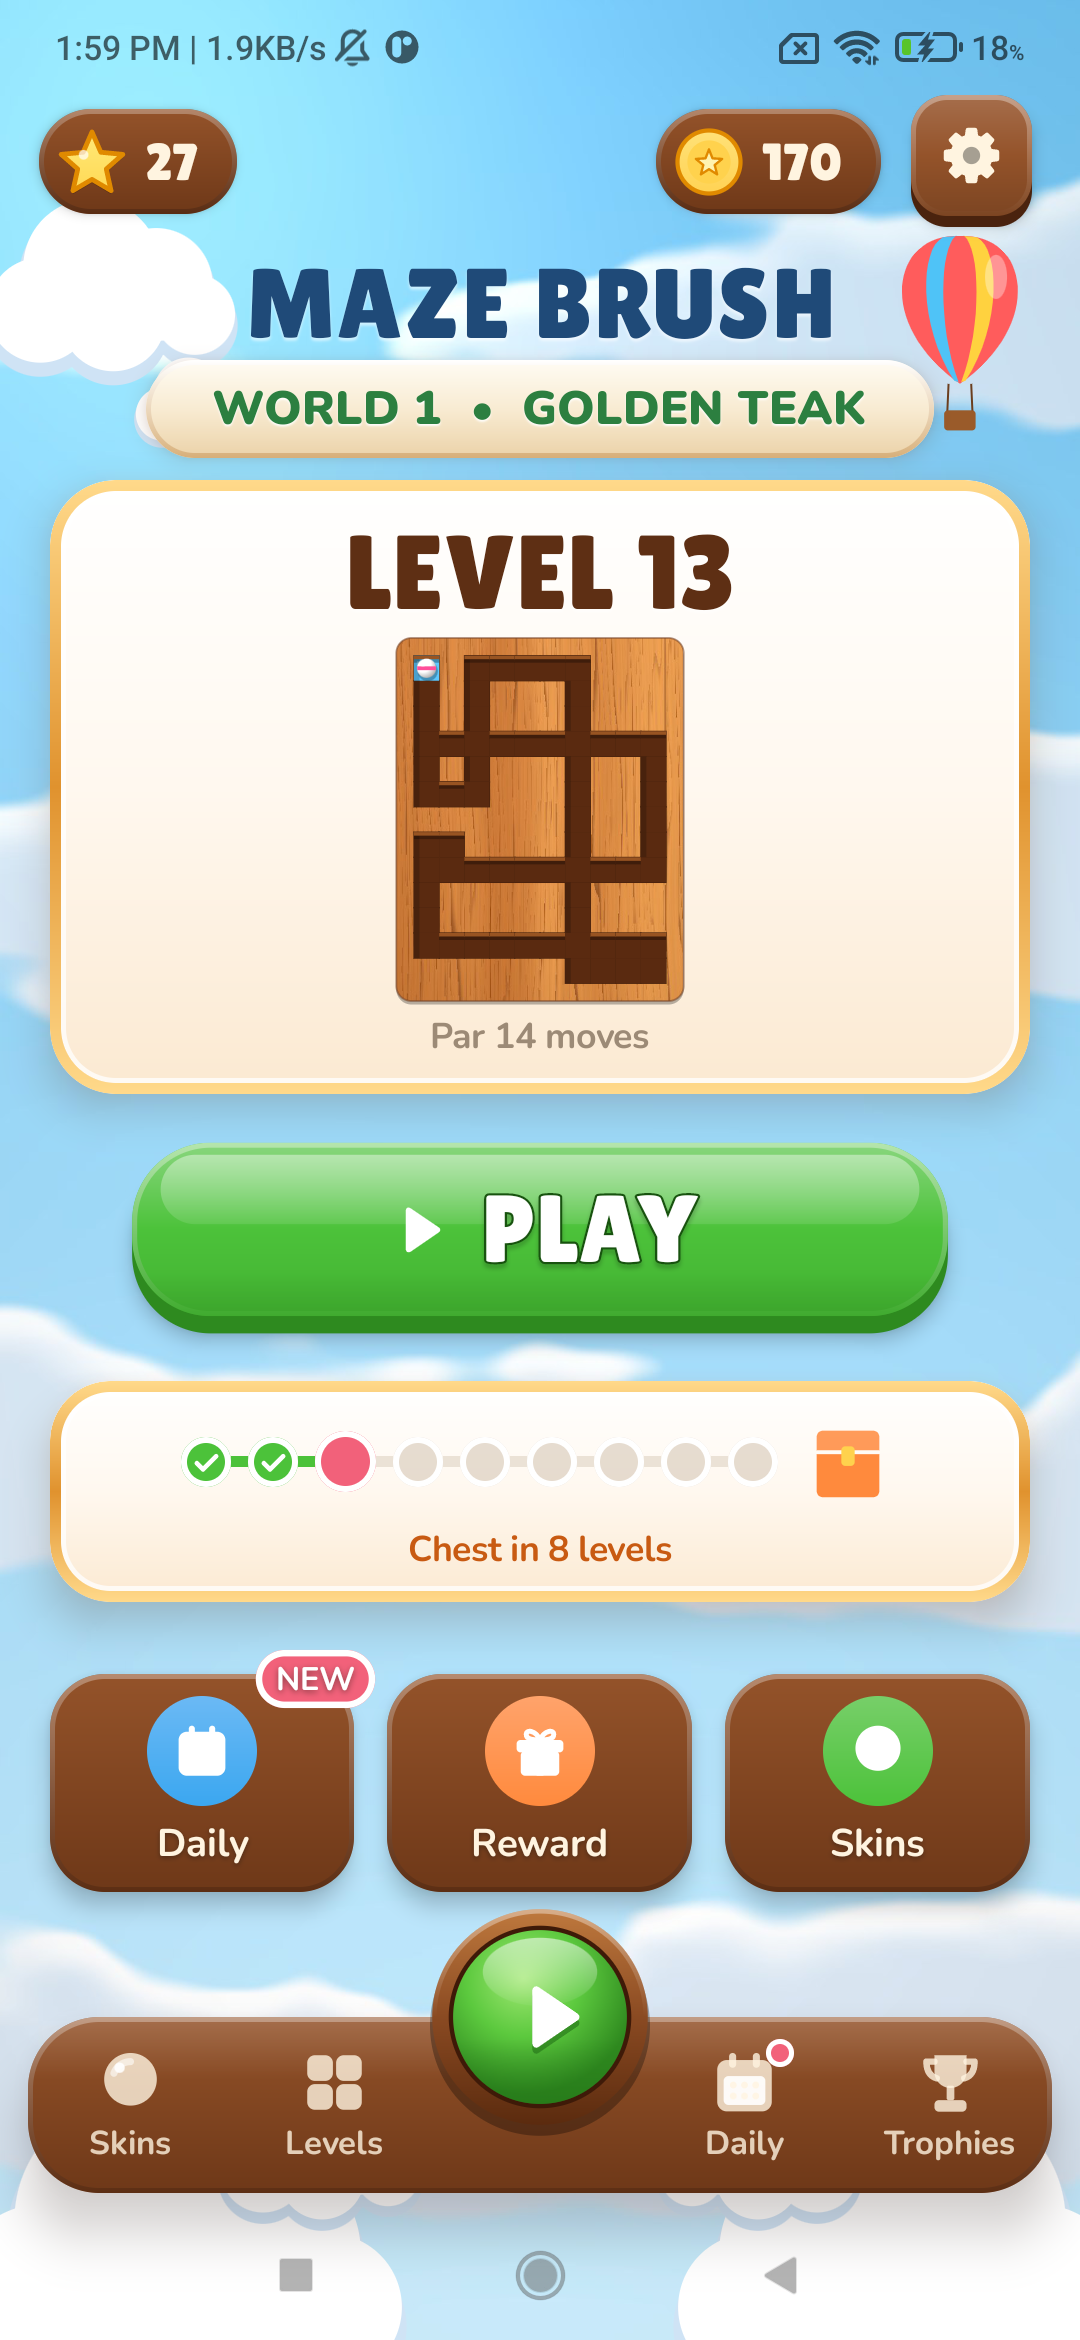 1:59 PM | 1.9KB/s
18%
27
170
MAZE BRUSH
WORLD 1 • GOLDEN TEAK
LEVEL 13
Par 14 moves
PLAY
Chest in 8 levels
NEW
Daily
Reward
Skins
Skins
Levels
Daily
Trophies